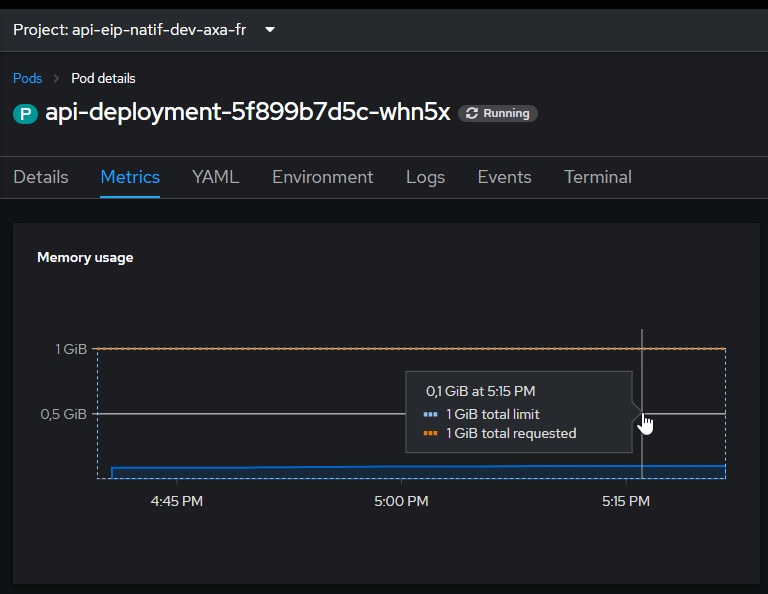 Project: api-eip-natif-dev-axa-fr
Pods > Pod details
P api-deployment-5f899b7d5c-whn5x Running
Details Metrics YAML Environment Logs Events Terminal
Memory usage
1 GiB
0,5 GiB
0,1 GiB at 5:15 PM
1 GiB total limit
1 GiB total requested
4:45 PM 5:00 PM 5:15 PM